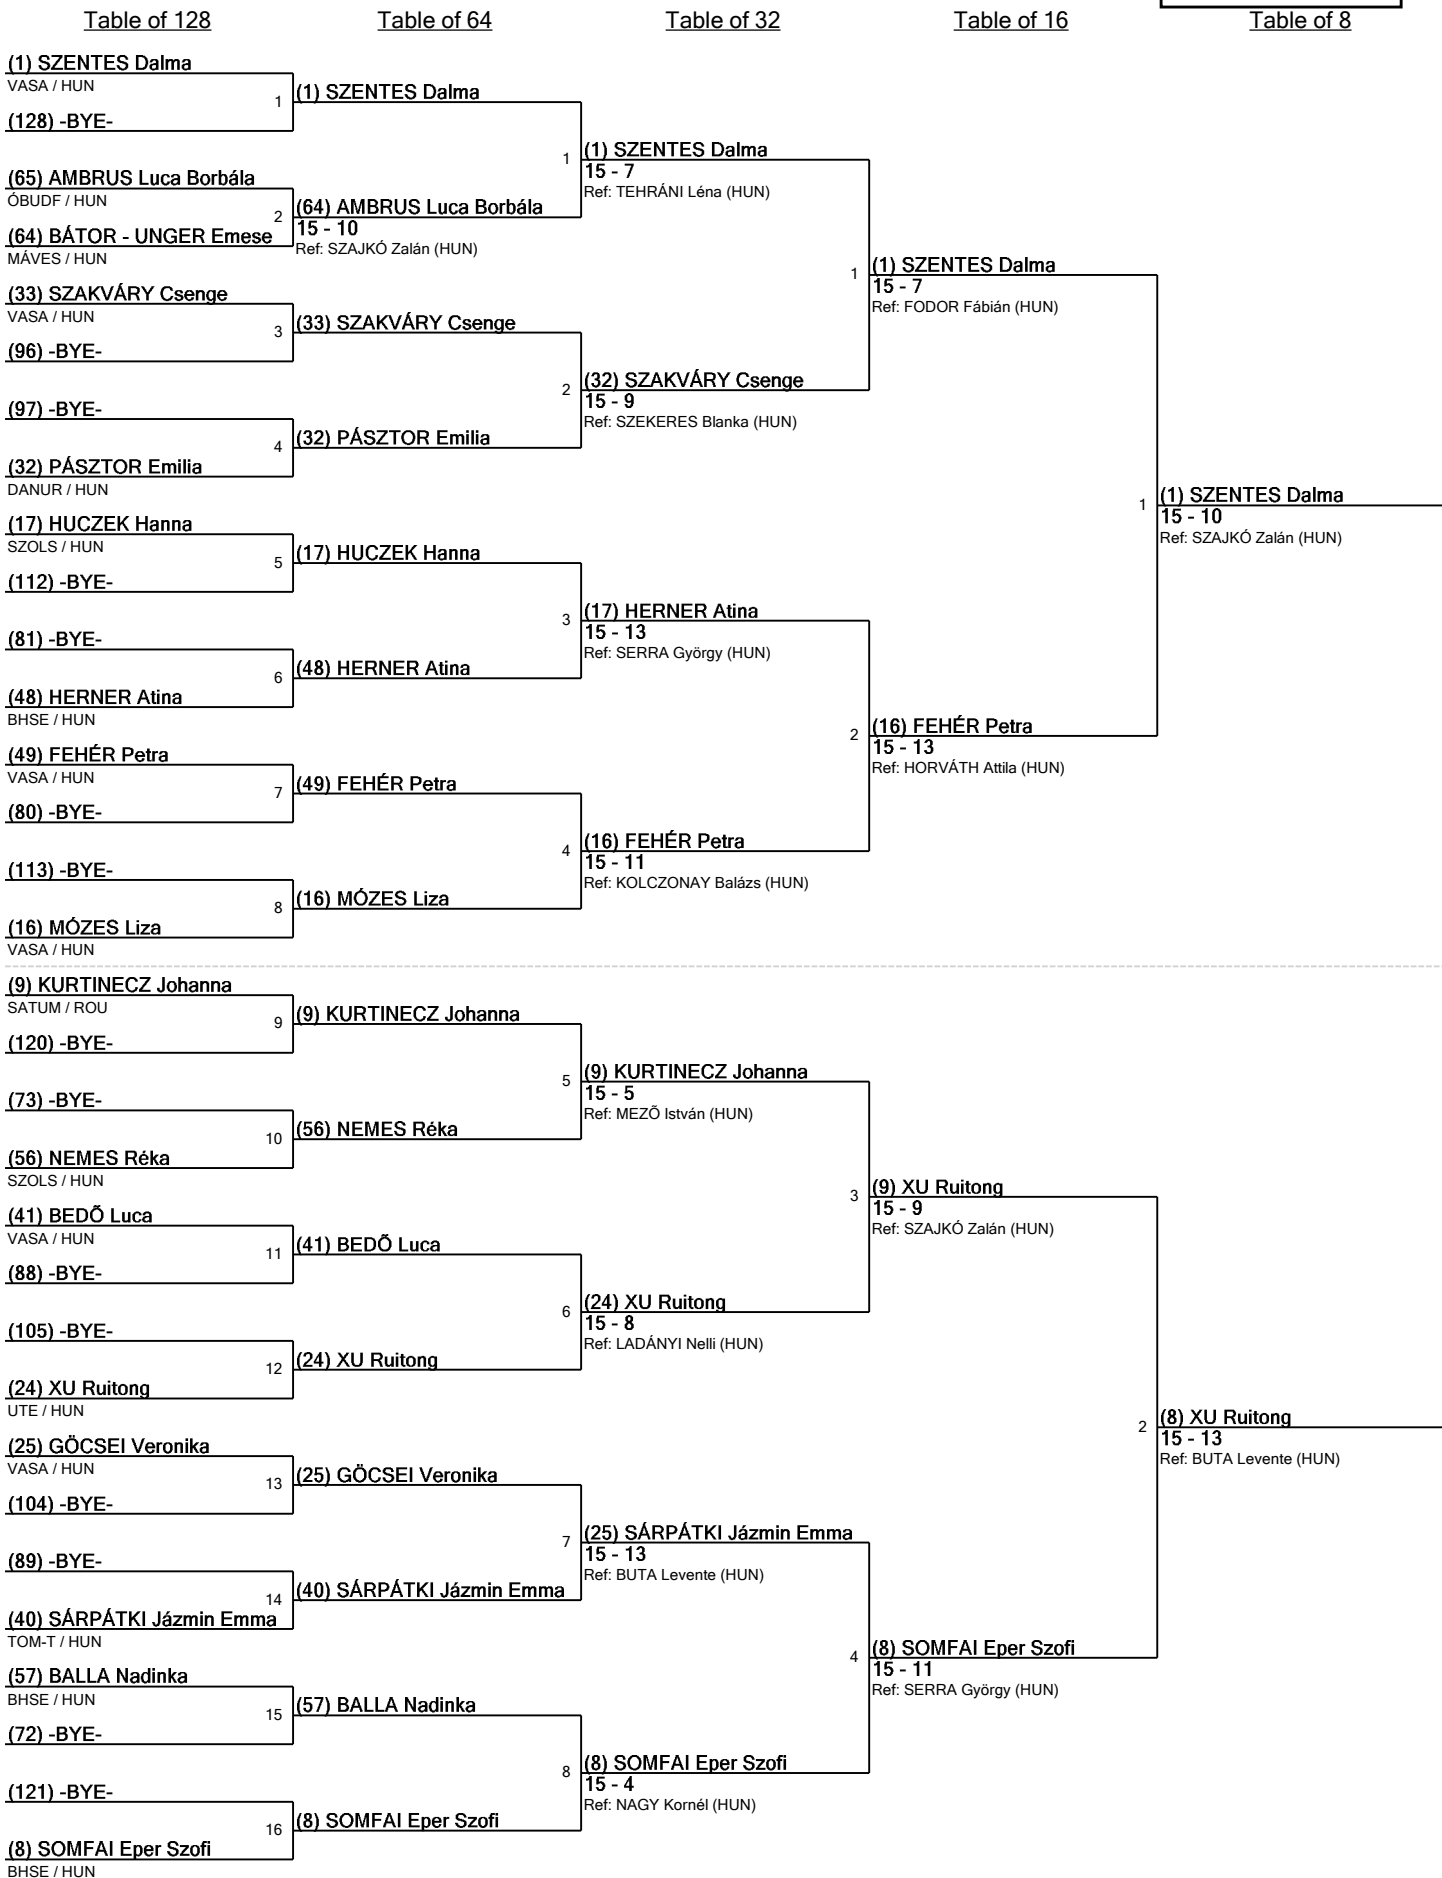 Table of 128
Table of 64
Table of 32
Table of 16
Table of 8
(1) SZENTES Dalma
VASA / HUN
1
(128) -BYE-
(65) AMBRUS Luca Borbála
ÓBUDF / HUN
2
(64) BÁTOR - UNGER Emese
MÁVES / HUN
(33) SZAKVÁRY Csenge
VASA / HUN
3
(96) -BYE-
(97) -BYE-
4
(32) PÁSZTOR Emilia
DANUR / HUN
(17) HUCZEK Hanna
SZOLS / HUN
5
(112) -BYE-
(81) -BYE-
6
(48) HERNER Atina
BHSE / HUN
(49) FEHÉR Petra
VASA / HUN
7
(80) -BYE-
(113) -BYE-
8
(16) MÓZES Liza
VASA / HUN
(9) KURTINECZ Johanna
SATUM / ROU
9
(120) -BYE-
(73) -BYE-
10
(56) NEMES Réka
SZOLS / HUN
(41) BEDÕ Luca
VASA / HUN
11
(88) -BYE-
(105) -BYE-
12
(24) XU Ruitong
UTE / HUN
(25) GÖCSEI Veronika
VASA / HUN
13
(104) -BYE-
(89) -BYE-
14
(40) SÁRPÁTKI Jázmin Emma
TOM-T / HUN
(57) BALLA Nadinka
BHSE / HUN
15
(72) -BYE-
(121) -BYE-
16
(8) SOMFAI Eper Szofi
BHSE / HUN
(1) SZENTES Dalma
1
(64) AMBRUS Luca Borbála
15 - 10
Ref: SZAJKÓ Zalán (HUN)
(33) SZAKVÁRY Csenge
2
(32) PÁSZTOR Emilia
(17) HUCZEK Hanna
3
(48) HERNER Atina
(49) FEHÉR Petra
4
(16) MÓZES Liza
(9) KURTINECZ Johanna
5
(56) NEMES Réka
(41) BEDÕ Luca
6
(24) XU Ruitong
(25) GÖCSEI Veronika
7
(40) SÁRPÁTKI Jázmin Emma
(57) BALLA Nadinka
8
(8) SOMFAI Eper Szofi
(1) SZENTES Dalma
15 - 7
Ref: TEHRÁNI Léna (HUN)
1
(32) SZAKVÁRY Csenge
15 - 9
Ref: SZEKERES Blanka (HUN)
(17) HERNER Atina
15 - 13
Ref: SERRA György (HUN)
2
(16) FEHÉR Petra
15 - 11
Ref: KOLCZONAY Balázs (HUN)
(9) KURTINECZ Johanna
15 - 5
Ref: MEZÕ István (HUN)
3
(24) XU Ruitong
15 - 8
Ref: LADÁNYI Nelli (HUN)
(25) SÁRPÁTKI Jázmin Emma
15 - 13
Ref: BUTA Levente (HUN)
4
(8) SOMFAI Eper Szofi
15 - 4
Ref: NAGY Kornél (HUN)
(1) SZENTES Dalma
15 - 7
Ref: FODOR Fábián (HUN)
1
(16) FEHÉR Petra
15 - 13
Ref: HORVÁTH Attila (HUN)
(9) XU Ruitong
15 - 9
Ref: SZAJKÓ Zalán (HUN)
2
(8) SOMFAI Eper Szofi
15 - 11
Ref: SERRA György (HUN)
(1) SZENTES Dalma
15 - 10
Ref: SZAJKÓ Zalán (HUN)
(8) XU Ruitong
15 - 13
Ref: BUTA Levente (HUN)